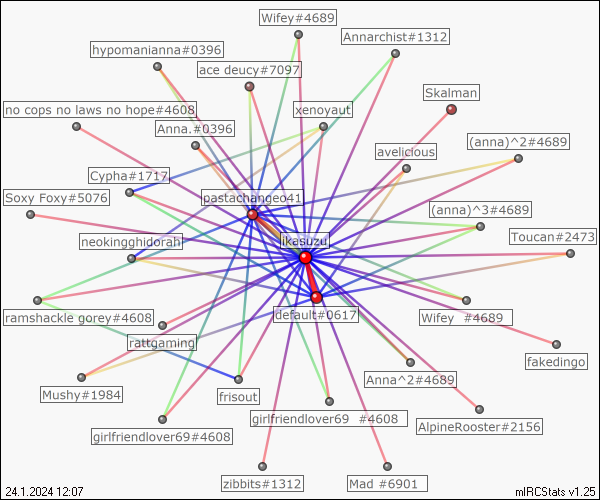 Wifey#4689
Annarchist#1312
hypomanianna#0396
ace deucy#7097
Skalman
no cops no laws no hope#4608
xenoyaut
Anna.#0396
(anna)^2#4689
avelicious
Cypha#1717
Soxy Foxy#5076
pastachangeo41
(anna)^3#4689
neokingghidorah
ikasuzu
Toucan#2473
ramshackle gorey#4608
default#0617
Wifey  #4689
rattgaming
fakedingo
Anna^2#4689
Mushy#1984
frisout
girlfriendlover69  #4608
AlpineRooster#2156
girlfriendlover69#4608
zibbits#1312
Mad #6901
24.1.2024 12:07
mIRCStats v1.25